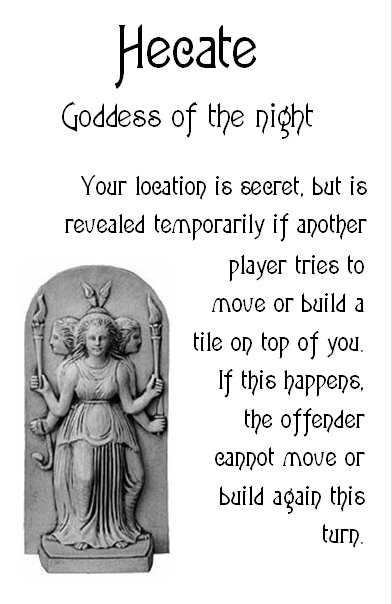 Hecate
Goddess of the night
Your location is secret, but is
revealed temporarily if another
player tries to
move or build a
tile on top of you.
If this happens,
the offender
cannot move or
build again this
turn.